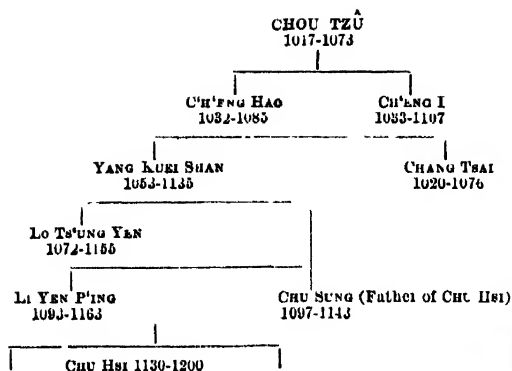 CHOU TZŬ
1017-1073
CH'ENG HAO
1032-1085
CH'ENG I
1033-1107
YANG KUEI SHAN
1053-1135
CHANG TSAI
1020-1076
LO TS'UNG YEN
1072-1155
LI YEN P'ING
1093-1163
CHU SUNG (Father of CHU HSI)
1097-1143
CHU HSI 1130-1200